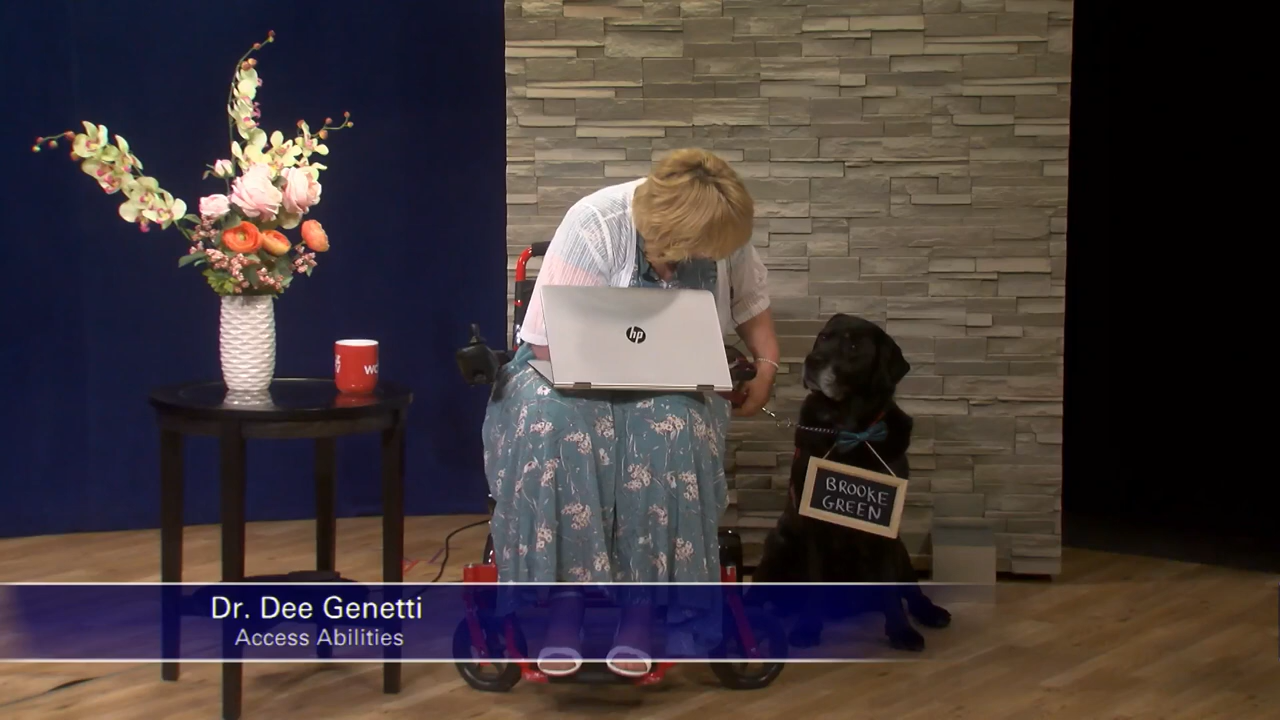 hp
BROOKE
GREEN
Dr. Dee Genetti
Access Abilities